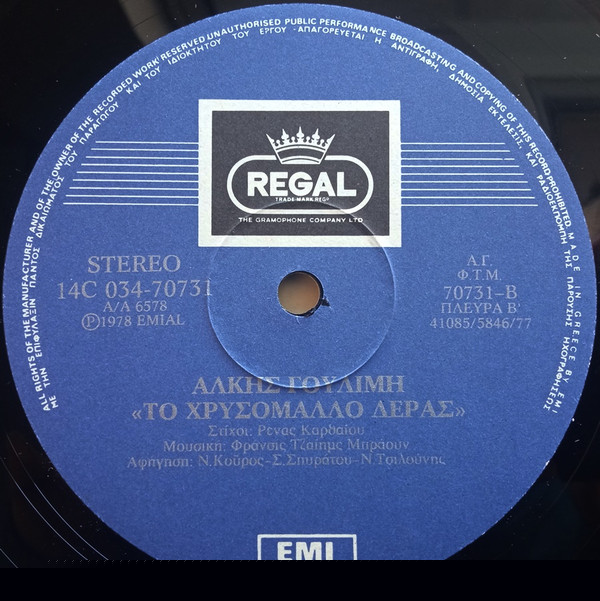 ALL RIGHTS OF THE MANUFACTURER AND OF THE OWNER OF THE RECORDED WORK RESERVED UNAUTHORISED PUBLIC PERFORMANCE BROADCASTING AND COPYING OF THIS RECORD PROHIBITED. MADE IN GREECE BY EMI
ΜΕ ΤΗΝ ΕΠΙΦΥΛΑΞΙΝ ΠΑΝΤΟΣ ΔΙΚΑΙΩΜΑΤΟΣ ΤΟΥ ΠΑΡΑΓΩΓΟΥ ΚΑΙ ΤΟΥ ΙΔΙΟΚΤΗΤΟΥ ΤΟΥ ΕΡΓΟΥ - ΑΠΑΓΟΡΕΥΕΤΑΙ Η ΑΝΤΙΓΡΑΦΗ, ΔΗΜΟΣΙΑ ΕΚΤΕΛΕΣΙΣ, ΚΑΙ ΡΑΔΙΟΕΚΠΟΜΠΗ ΤΗΣ ΠΑΡΟΥΣΗΣ ΗΧΟΓΡΑΦΗΣΕΩΣ
REGAL
TRADE MARK REGD
THE GRAMOPHONE COMPANY LTD
STEREO
14C 034-70731
A/A 6578
Ⓟ1978 EMIAL
Α.Γ.
Φ.Τ.Μ.
70731-B
ΠΛΕΥΡΑ Β'
41085/5846/77
ΑΛΚΗΣ ΓΟΥΛΙΜΗ
«ΤΟ ΧΡΥΣΟΜΑΛΛΟ ΔΕΡΑΣ»
Στίχοι: Ρένας Καρθαίου
Μουσική: Φράνσις Τζαίημς Μπράουν
Αφήγηση: Ν.Κούρος-Σ.Σπυράτου-Ν.Τσιλούνης
EMI